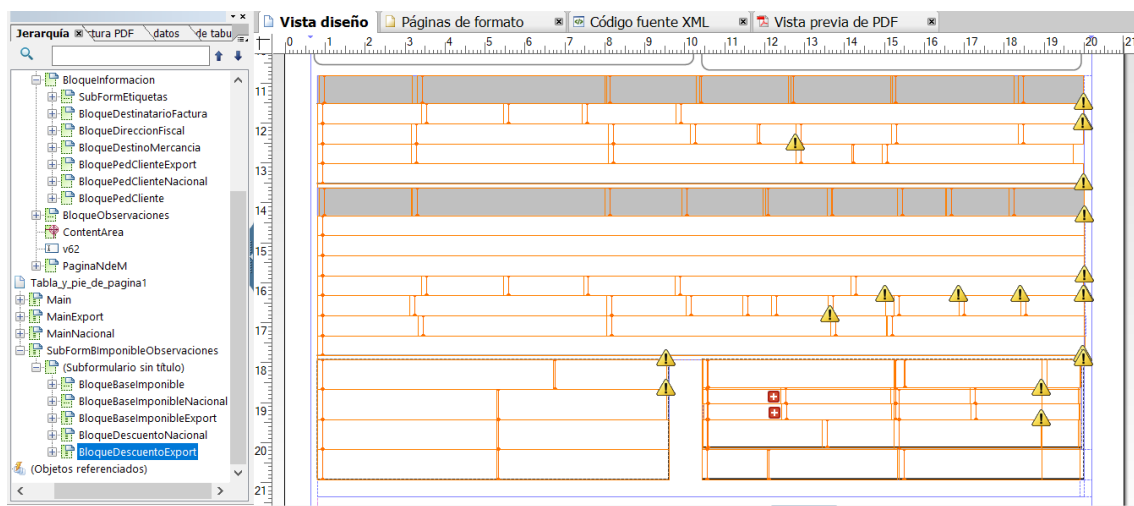 Jerarquía tura PDF datos de tabu
Vista diseño Páginas de formato Código fuente XML Vista previa de PDF
0 1 2 3 4 5 6 7 8 9 10 11 12 13 14 15 16 17 18 19 20 21
BloqueInformacion
SubFormEtiquetas
BloqueDestinatarioFactura
BloqueDireccionFiscal
BloqueDestinoMercancia
BloquePedClienteExport
BloquePedClienteNacional
BloquePedCliente
BloqueObservaciones
ContentArea
v62
PaginaNdeM
Tabla_y_pie_de_pagina1
Main
MainExport
MainNacional
SubFormBImponibleObservaciones
(Subformulario sin título)
BloqueBaseImponible
BloqueBaseImponibleNacional
BloqueBaseImponibleExport
BloqueDescuentoNacional
BloqueDescuentoExport
(Objetos referenciados)
11
12
13
14
15
16
17
18
19
20
21